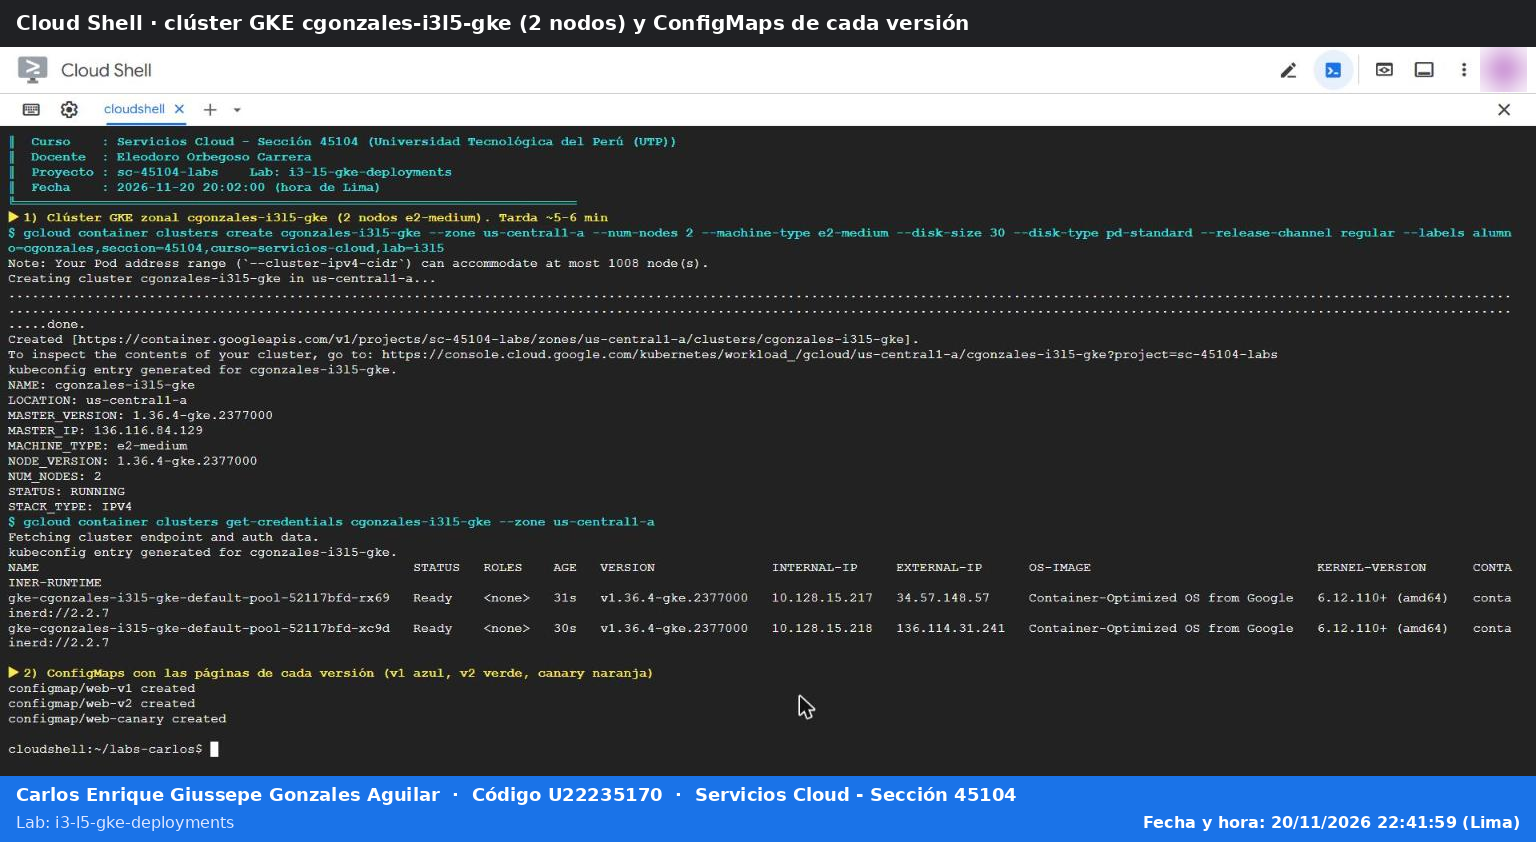 Cloud Shell · clúster GKE cgonzales-i3l5-gke (2 nodos) y ConfigMaps de cada versión
Cloud Shell
cloudshell
Curso    : Servicios Cloud - Sección 45104 (Universidad Tecnológica del Perú (UTP))
Docente  : Eleodoro Orbegoso Carrera
Proyecto : sc-45104-labs    Lab: i3-l5-gke-deployments
Fecha    : 2026-11-20 20:02:00 (hora de Lima)
▶ 1) Clúster GKE zonal cgonzales-i3l5-gke (2 nodos e2-medium). Tarda ~5-6 min
$ gcloud container clusters create cgonzales-i3l5-gke --zone us-central1-a --num-nodes 2 --machine-type e2-medium --disk-size 30 --disk-type pd-standard --release-channel regular --labels alumn
o=cgonzales,seccion=45104,curso=servicios-cloud,lab=i3l5
Note: Your Pod address range (`--cluster-ipv4-cidr`) can accommodate at most 1008 node(s).
Creating cluster cgonzales-i3l5-gke in us-central1-a...
.................................................................................................................................................................................................
.................................................................................................................................................................................................
.....done.
Created [https://container.googleapis.com/v1/projects/sc-45104-labs/zones/us-central1-a/clusters/cgonzales-i3l5-gke].
To inspect the contents of your cluster, go to: https://console.cloud.google.com/kubernetes/workload_/gcloud/us-central1-a/cgonzales-i3l5-gke?project=sc-45104-labs
kubeconfig entry generated for cgonzales-i3l5-gke.
NAME: cgonzales-i3l5-gke
LOCATION: us-central1-a
MASTER_VERSION: 1.36.4-gke.2377000
MASTER_IP: 136.116.84.129
MACHINE_TYPE: e2-medium
NODE_VERSION: 1.36.4-gke.2377000
NUM_NODES: 2
STATUS: RUNNING
STACK_TYPE: IPV4
$ gcloud container clusters get-credentials cgonzales-i3l5-gke --zone us-central1-a
Fetching cluster endpoint and auth data.
kubeconfig entry generated for cgonzales-i3l5-gke.
NAME                                                STATUS   ROLES    AGE   VERSION               INTERNAL-IP     EXTERNAL-IP      OS-IMAGE                             KERNEL-VERSION      CONTA
INER-RUNTIME
gke-cgonzales-i3l5-gke-default-pool-52117bfd-rx69   Ready    <none>   31s   v1.36.4-gke.2377000   10.128.15.217   34.57.148.57     Container-Optimized OS from Google   6.12.110+ (amd64)   conta
inerd://2.2.7
gke-cgonzales-i3l5-gke-default-pool-52117bfd-xc9d   Ready    <none>   30s   v1.36.4-gke.2377000   10.128.15.218   136.114.31.241   Container-Optimized OS from Google   6.12.110+ (amd64)   conta
inerd://2.2.7
▶ 2) ConfigMaps con las páginas de cada versión (v1 azul, v2 verde, canary naranja)
configmap/web-v1 created
configmap/web-v2 created
configmap/web-canary created
cloudshell:~/labs-carlos$
Carlos Enrique Giussepe Gonzales Aguilar  ·  Código U22235170  ·  Servicios Cloud - Sección 45104
Lab: i3-l5-gke-deployments
Fecha y hora: 20/11/2026 22:41:59 (Lima)